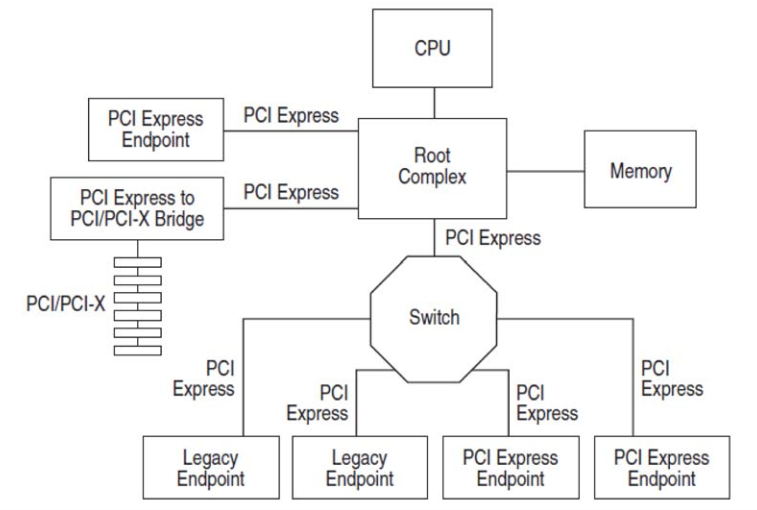 CPU
PCI Express
Endpoint
PCI Express
Root
Complex
Memory
PCI Express to
PCI/PCI-X Bridge
PCI Express
PCI Express
PCI/PCI-X
Switch
PCI
Express
PCI
Express
PCI
Express
PCI
Express
Legacy
Endpoint
Legacy
Endpoint
PCI Express
Endpoint
PCI Express
Endpoint